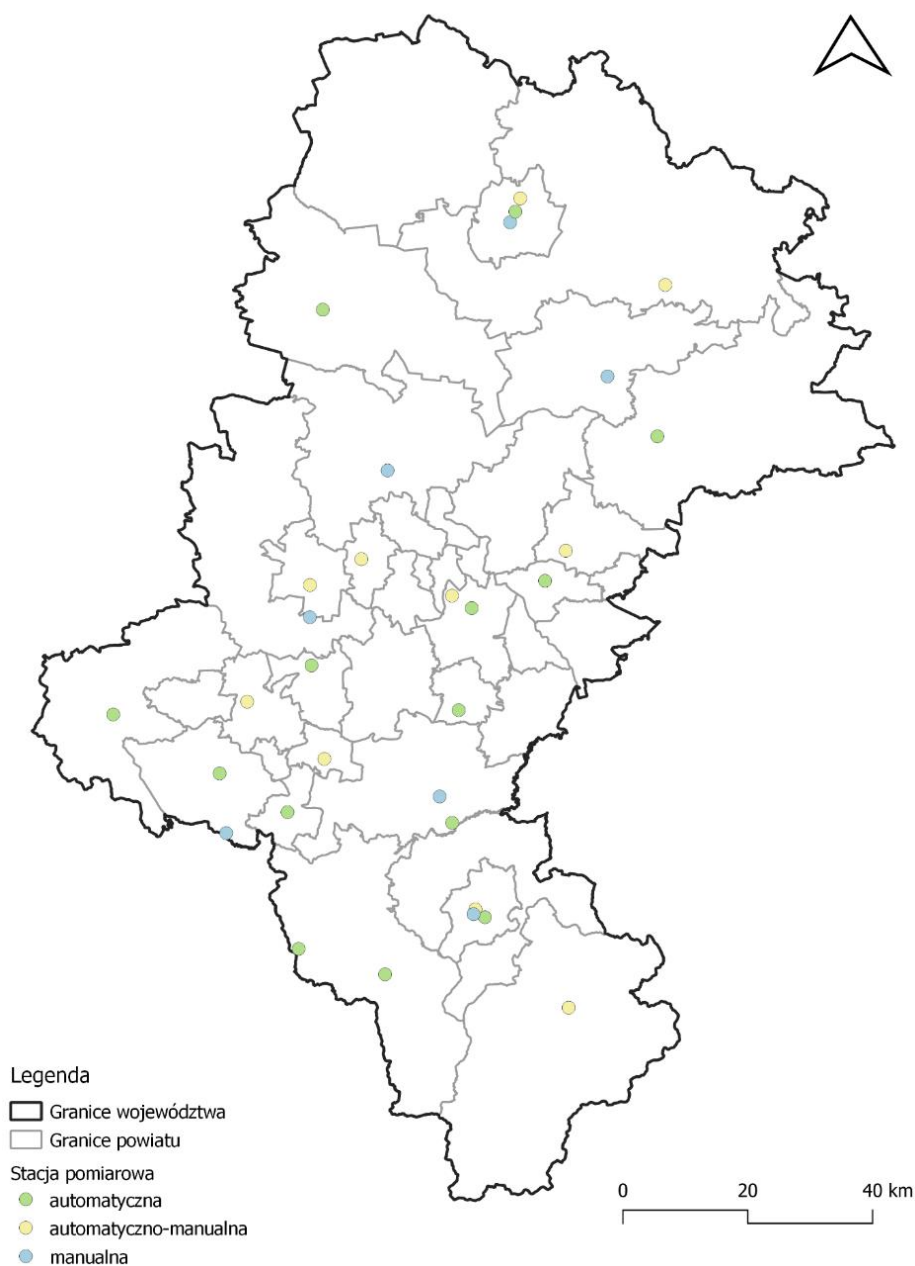 Legenda
Granice województwa
Granice powiatu
Stacja pomiarowa
automatyczna
automatyczno-manualna
manualna
0 20 40 km